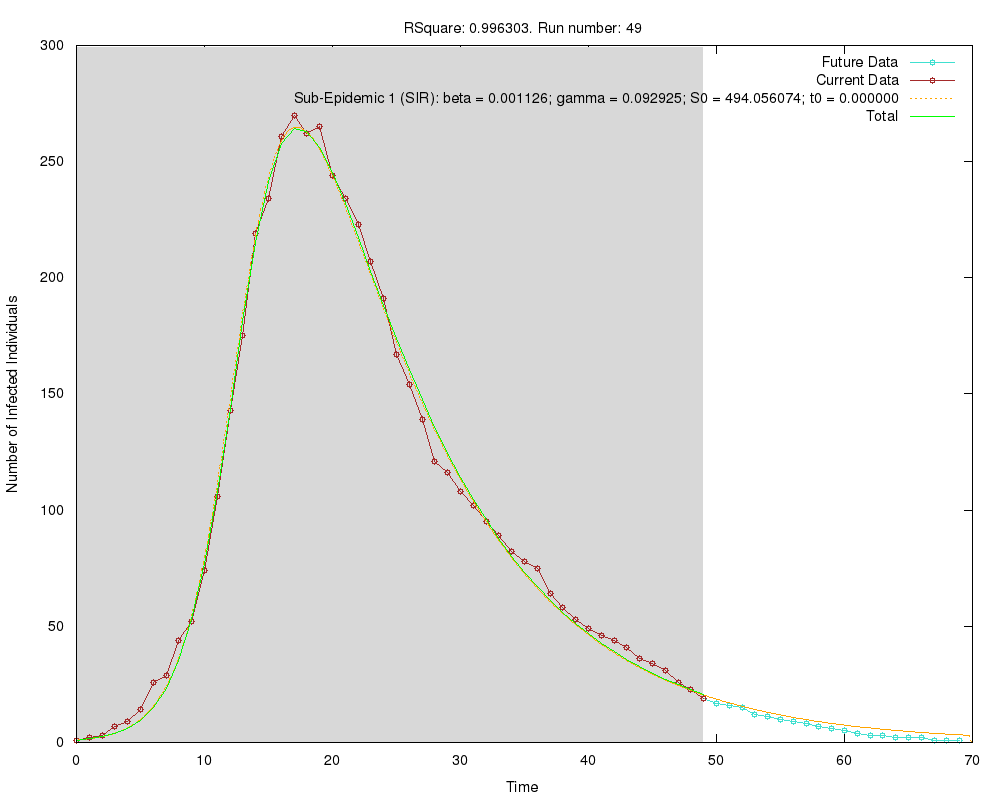 RSquare: 0.996303. Run number: 49
300
250
200
150
100
50
0
Number of Infected Individuals
Future Data
Current Data
Sub-Epidemic 1 (SIR): beta = 0.001126; gamma = 0.092925; S0 = 494.056074; t0 = 0.000000
Total
0 10 20 30 40 50 60 70
Time